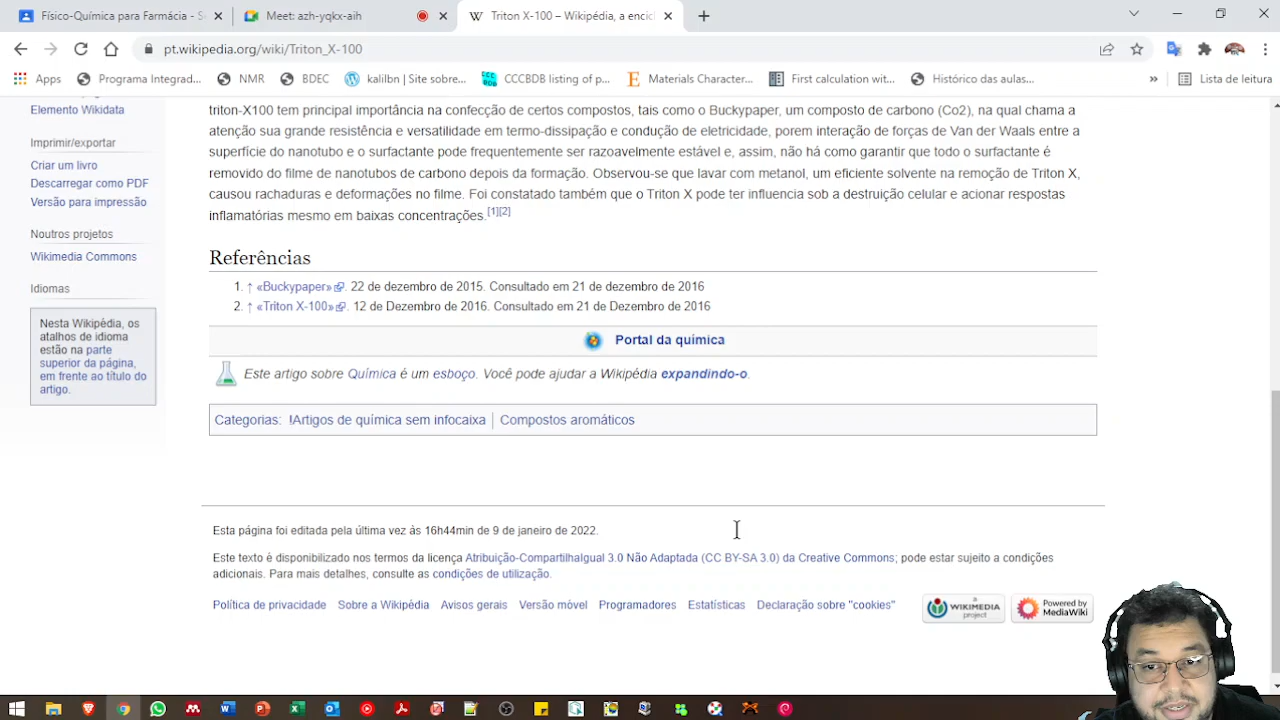 Físico-Química para Farmácia - S
Meet: azh-yqkx-aih
Triton X-100 – Wikipédia, a encicl
pt.wikipedia.org/wiki/Triton_X-100
Apps
Programa Integrad...
NMR
BDEC
kalilbn | Site sobre...
CCCBDB listing of p...
Materials Character...
First calculation wit...
Histórico das aulas...
»
Lista de leitura
Elemento Wikidata
Imprimir/exportar
Criar um livro
Descarregar como PDF
Versão para impressão
Noutros projetos
Wikimedia Commons
Idiomas
Nesta Wikipédia, os
atalhos de idioma
estão na parte
superior da página,
em frente ao título do
artigo.
triton-X100 tem principal importância na confecção de certos compostos, tais como o Buckypaper, um composto de carbono (Co2), na qual chama a
atenção sua grande resistência e versatilidade em termo-dissipação e condução de eletricidade, porem interação de forças de Van der Waals entre a
superfície do nanotubo e o surfactante pode frequentemente ser razoavelmente estável e, assim, não há como garantir que todo o surfactante é
removido do filme de nanotubos de carbono depois da formação. Observou-se que lavar com metanol, um eficiente solvente na remoção de Triton X,
causou rachaduras e deformações no filme. Foi constatado também que o Triton X pode ter influencia sob a destruição celular e acionar respostas
inflamatórias mesmo em baixas concentrações.[1][2]
Referências
1. ↑ «Buckypaper». 22 de dezembro de 2015. Consultado em 21 de dezembro de 2016
2. ↑ «Triton X-100». 12 de Dezembro de 2016. Consultado em 21 de Dezembro de 2016
Portal da química
Este artigo sobre Química é um esboço. Você pode ajudar a Wikipédia expandindo-o.
Categorias: !Artigos de química sem infocaixa | Compostos aromáticos
Esta página foi editada pela última vez às 16h44min de 9 de janeiro de 2022.
Este texto é disponibilizado nos termos da licença Atribuição-CompartilhaIgual 3.0 Não Adaptada (CC BY-SA 3.0) da Creative Commons; pode estar sujeito a condições
adicionais. Para mais detalhes, consulte as condições de utilização.
Política de privacidade
Sobre a Wikipédia
Avisos gerais
Versão móvel
Programadores
Estatísticas
Declaração sobre "cookies"
a
WIKIMEDIA
project
Powered by
MediaWiki